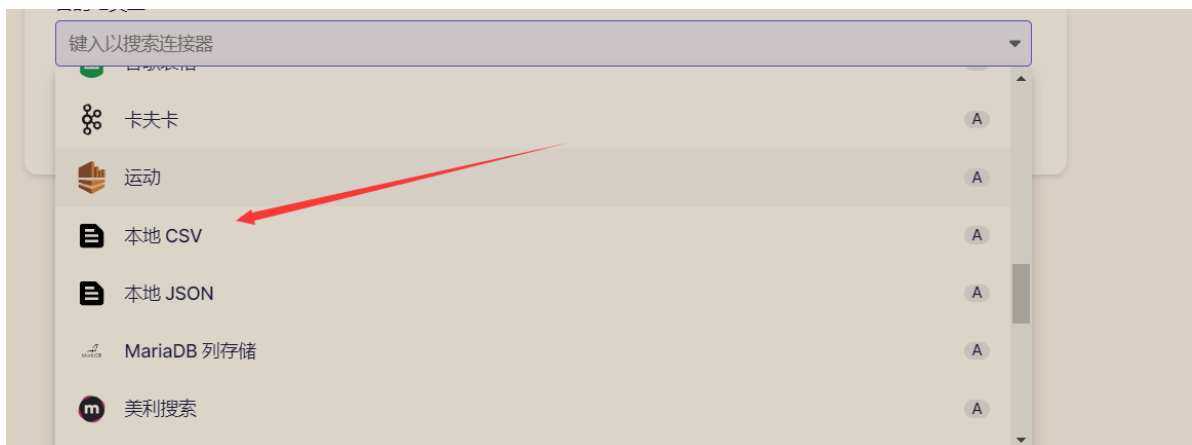 键入以搜索连接器
卡夫卡 A
运动 A
本地 CSV A
本地 JSON A
MariaDB 列存储 A
美利搜索 A